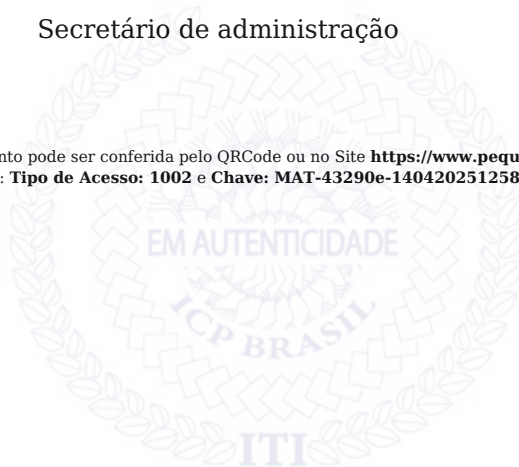 Secretário de administração
nto pode ser conferida pelo QRCode ou no Site https://www.pequ
: Tipo de Acesso: 1002 e Chave: MAT-43290e-140420251258
EM AUTENTICIDADE
ICP BRASIL
ITI